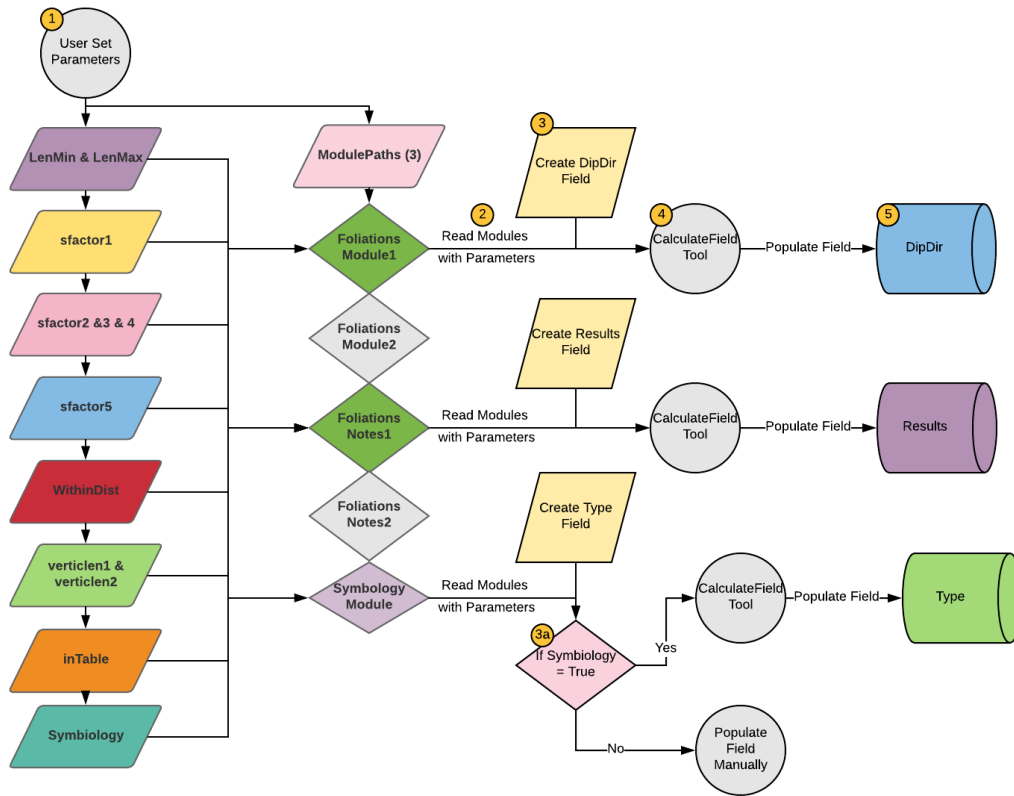 1
User Set
Parameters
LenMin & LenMax
sfactor1
sfactor2 &3 & 4
sfactor5
WithinDist
verticlen1 &
verticlen2
inTable
Symbiology
ModulePaths (3)
Foliations
Module1
Foliations
Module2
Foliations
Notes1
Foliations
Notes2
Symbology
Module
2
Read Modules
with Parameters
3
Create DipDir
Field
4
CalculateField
Tool
Populate Field
5
DipDir
Create Results
Field
Read Modules
with Parameters
CalculateField
Tool
Populate Field
Results
Create Type
Field
Read Modules
with Parameters
3a
If Symbiology
= True
Yes
CalculateField
Tool
Populate Field
Type
No
Populate
Field
Manually